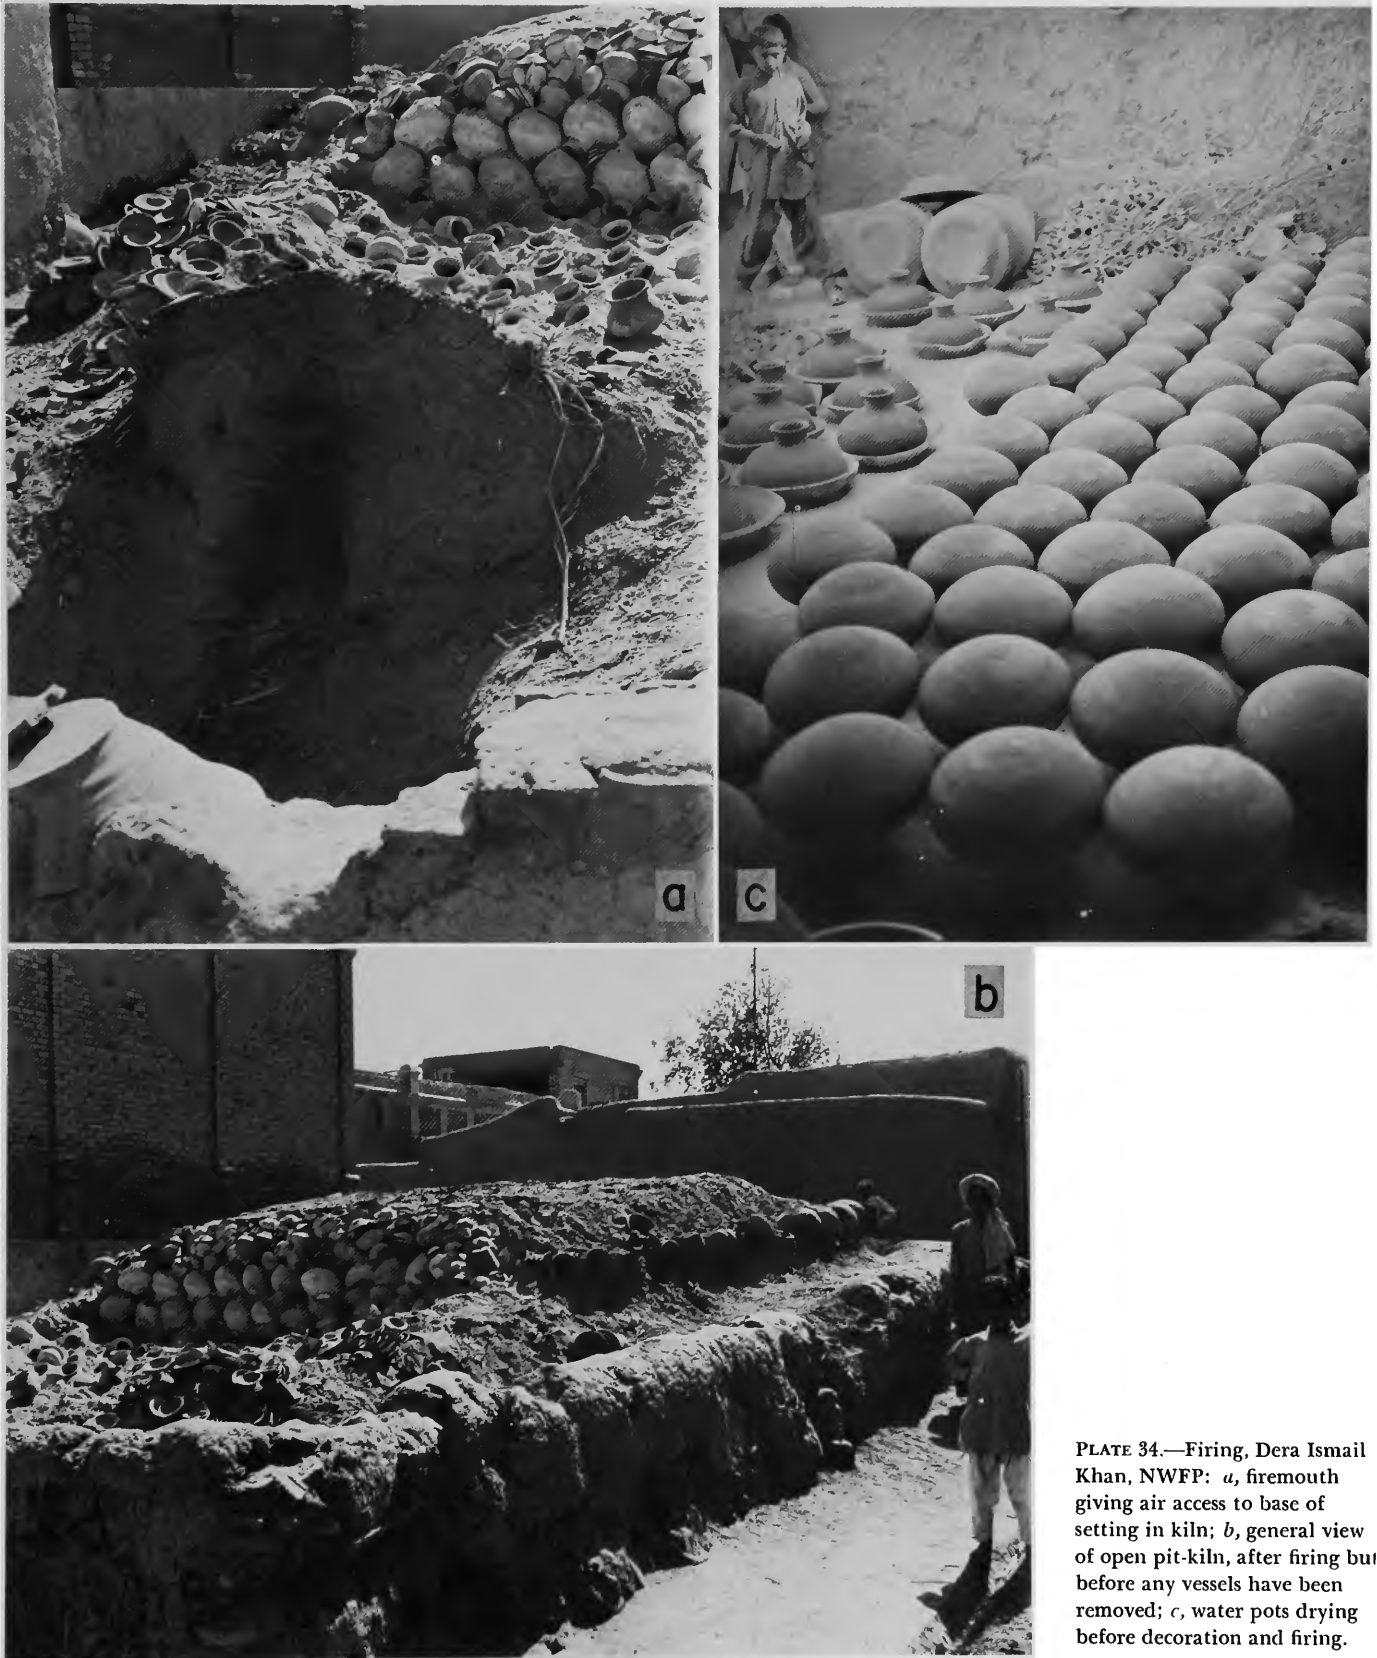 a
c
b
PLATE 34.—Firing, Dera Ismail
Khan, NWFP: a, firemouth
giving air access to base of
setting in kiln; b, general view
of open pit-kiln, after firing but
before any vessels have been
removed; c, water pots drying
before decoration and firing.